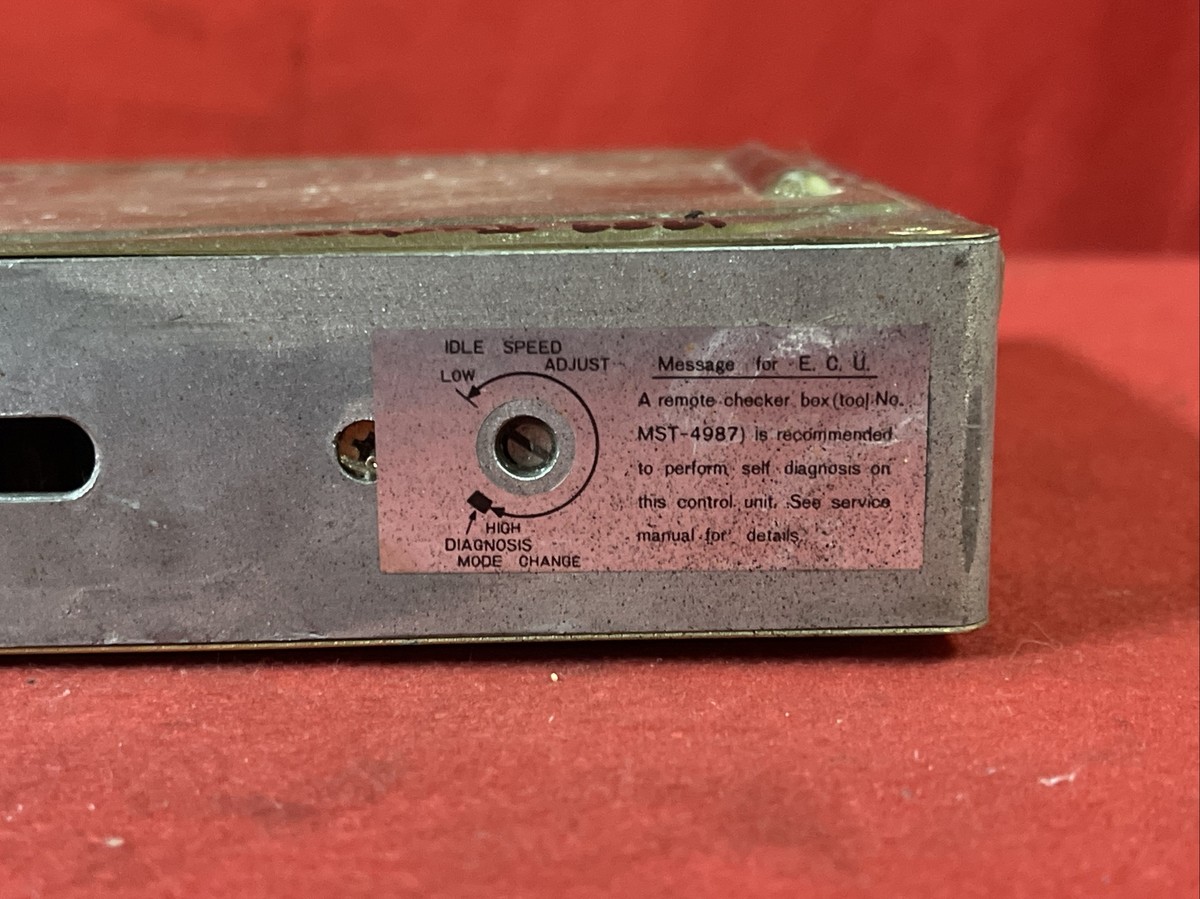 IDLE SPEED
ADJUST
LOW
HIGH
DIAGNOSIS
MODE CHANGE
Message for E. C. U.
A remote checker box (tool No.
MST-4987) is recommended
to perform self diagnosis on
this control unit. See service
manual for details.